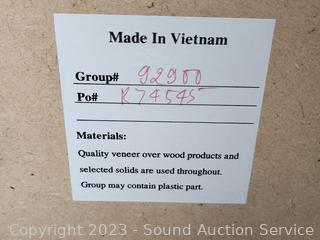 Made In Vietnam
Group# 92900
Po# K74545
Materials:
Quality veneer over wood products and
selected solids are used throughout.
Group may contain plastic part.
Copyright 2023 - Sound Auction Service